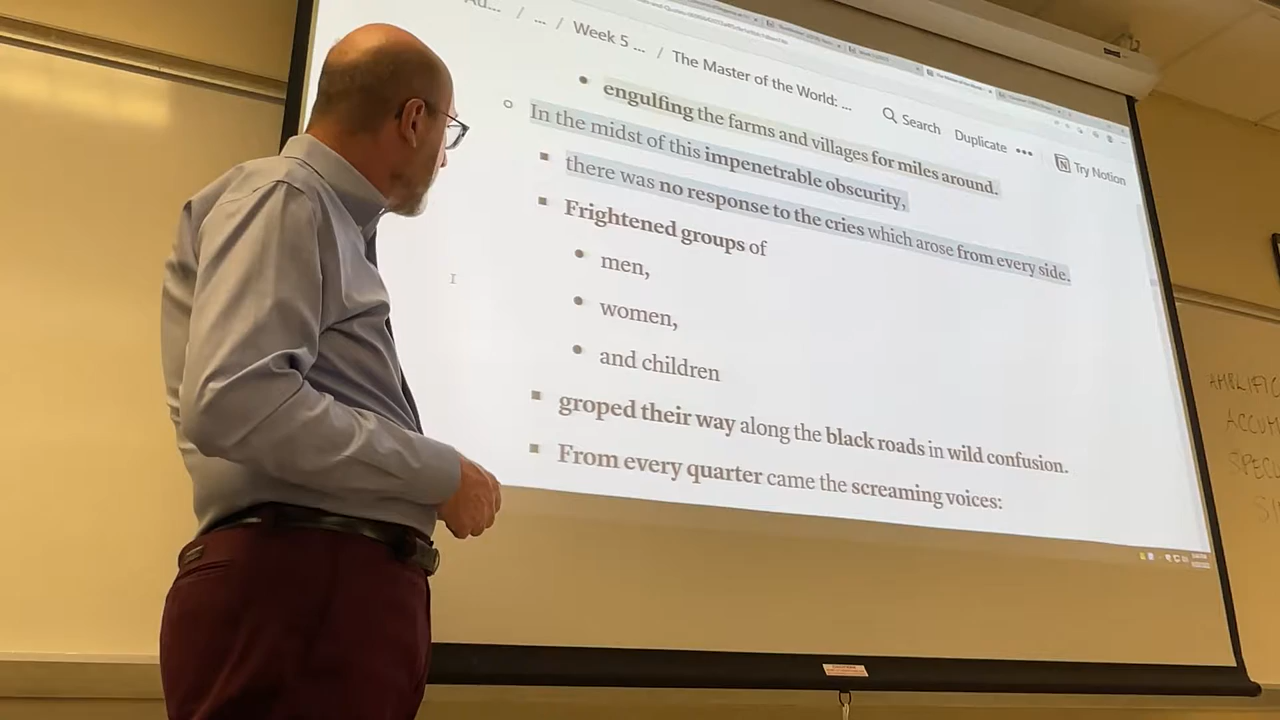 / ... / Week 5 ... / The Master of the World: ...
Search Duplicate ••• Try Notion
engulfing the farms and villages for miles around.
In the midst of this impenetrable obscurity,
there was no response to the cries which arose from every side.
Frightened groups of
men,
women,
and children
groped their way along the black roads in wild confusion.
From every quarter came the screaming voices: